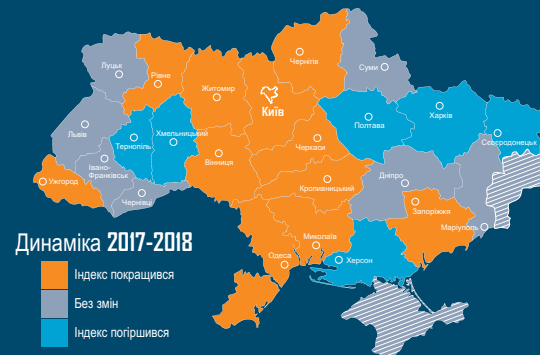 Чернігів
Луцьк
Суми
Рівне
Житомир
Київ
Харків
Полтава
Львів
Хмельницький
Тернопіль
Сєвєродонецьк
Черкаси
Вінниця
Івано-
Франківськ
Ужгород
Дніпро
Кропивницький
Чернівці
Запоріжжя
Маріуполь
Миколаїв
Одеса
Херсон
Динаміка 2017-2018
Індекс покращився
Без змін
Індекс погіршився